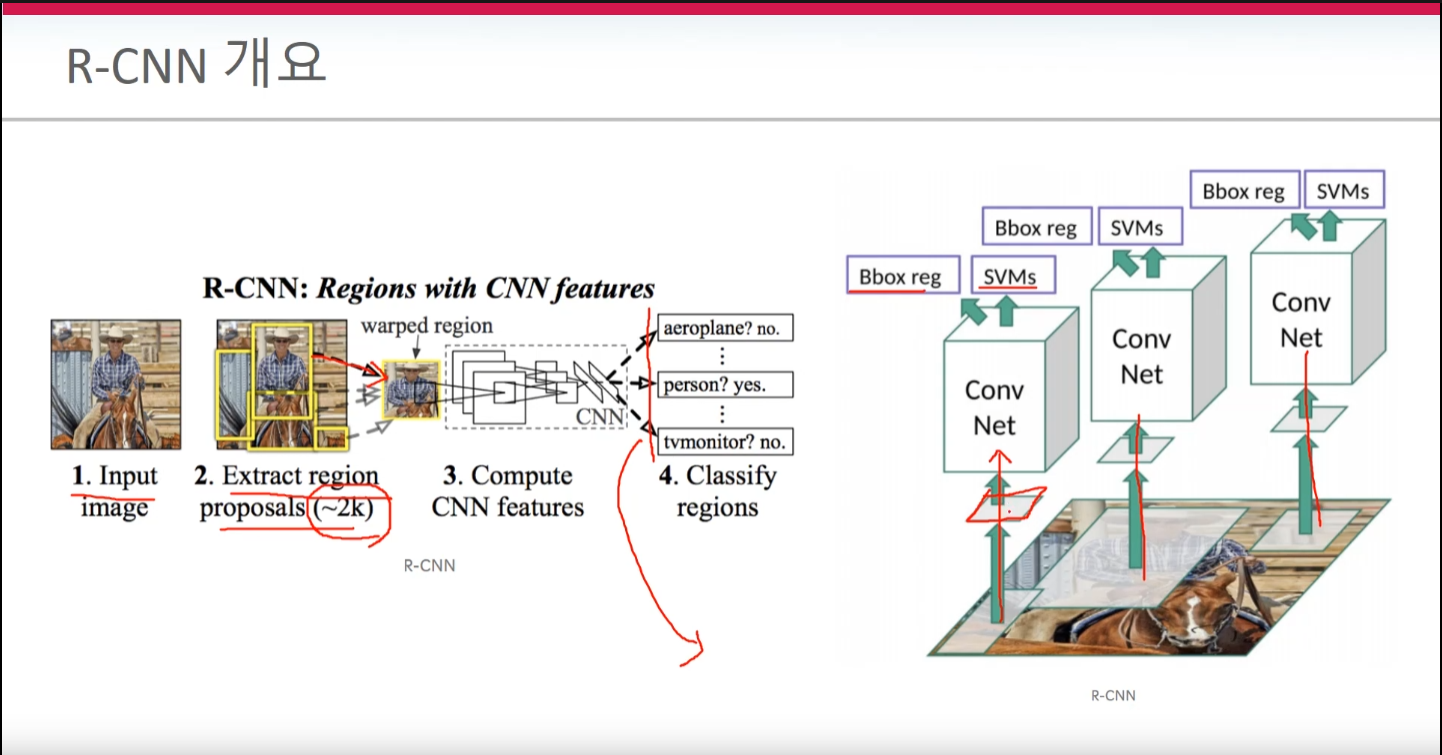 R-CNN 개요
R-CNN: Regions with CNN features
warped region
aeroplane? no.
person? yes.
CNN
tvmonitor? no.
1. Input
image
2. Extract region
proposals (~2k)
3. Compute
CNN features
4. Classify
regions
R-CNN
Bbox reg
SVMs
Bbox reg
SVMs
Bbox reg
SVMs
Conv
Net
Conv
Net
Conv
Net
R-CNN